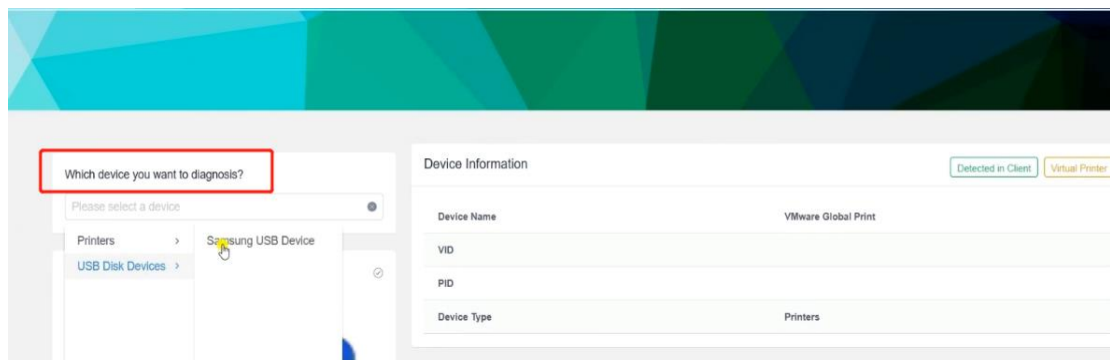 Which device you want to diagnosis?
Please select a device
Printers
Samsung USB Device
USB Disk Devices
Device Information
Detected in Client
Virtual Printer
Device Name
VMware Global Print
VID
PID
Device Type
Printers